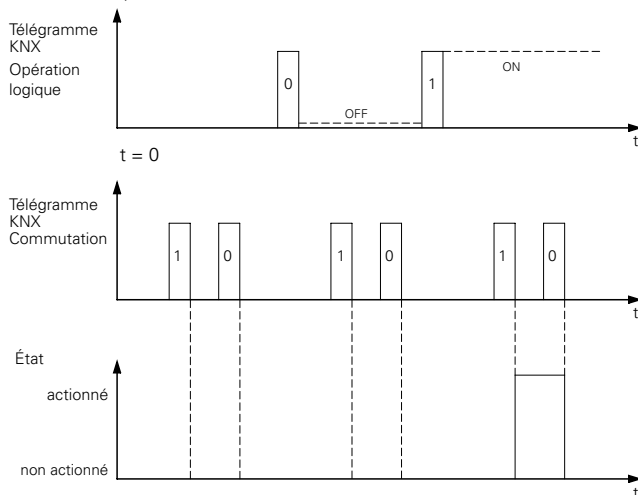 Télégramme
KNX
Opération
logique
0
1
ON
OFF
t
t = 0
Télégramme
KNX
Commutation
1
0
1
0
1
0
t
État
actionné
non actionné
t